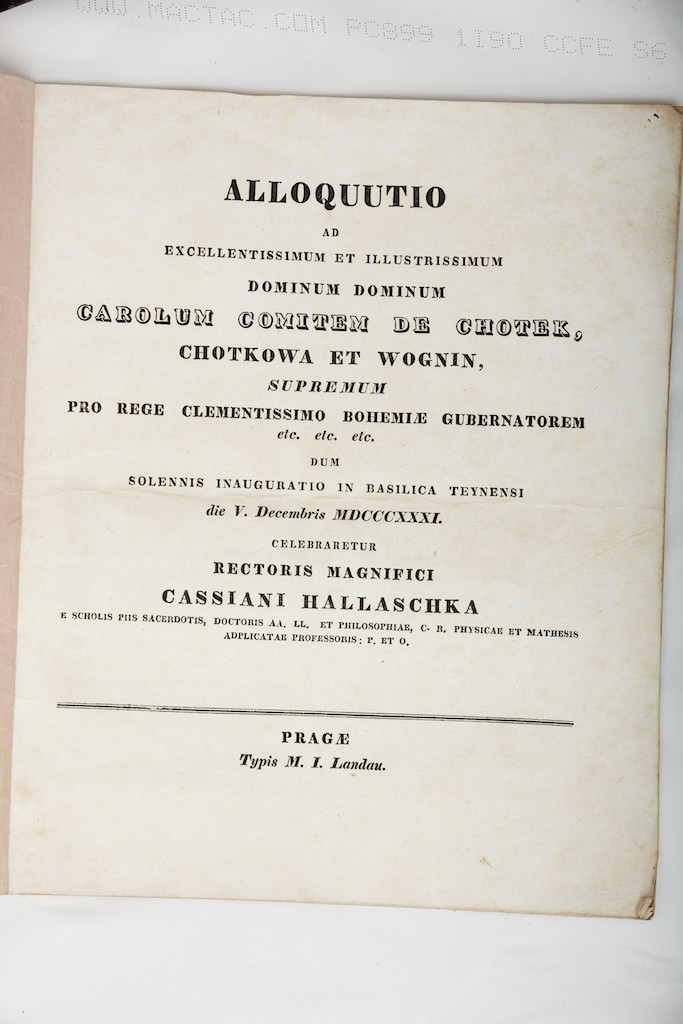 WWW.MACTAC.COM PC899 1190 CCFE 96
ALLOQUUTIO
AD
EXCELLENTISSIMUM ET ILLUSTRISSIMUM
DOMINUM DOMINUM
CAROLUM COMITEM DE CHOTEK,
CHOTKOWA ET WOGNIN,
SUPREMUM
PRO REGE CLEMENTISSIMO BOHEMIÆ GUBERNATOREM
etc. etc. etc.
DUM
SOLENNIS INAUGURATIO IN BASILICA TEYNENSI
die V. Decembris MDCCCXXXI.
CELEBRARETUR
RECTORIS MAGNIFICI
CASSIANI HALLASCHKA
E SCHOLIS PIIS SACERDOTIS, DOCTORIS AA. LL. ET PHILOSOPHIAE, C. R. PHYSICAE ET MATHESIS
ADPLICATAE PROFESSORIS: P. ET O.
PRAGÆ
Typis M. I. Landau.